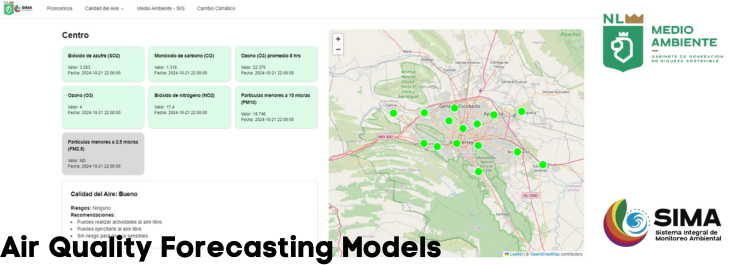 NL SIMA
Pronósticos Calidad del Aire Medio Ambiente - SIG Cambio Climático
Centro
Bióxido de azufre (SO2)
Valor: 3.263
Fecha: 2024-10-21 22:00:00
Monóxido de carbono (CO)
Valor: 1.318
Fecha: 2024-10-21 22:00:00
Ozono (O3) promedio 8 hrs
Valor: 22.375
Fecha: 2024-10-21 22:00:00
Ozono (O3)
Valor: 4
Fecha: 2024-10-21 22:00:00
Bióxido de nitrógeno (NO2)
Valor: 17.4
Fecha: 2024-10-21 22:00:00
Partículas menores a 10 micras
(PM10)
Valor: 19.746
Fecha: 2024-10-21 22:00:00
Partículas menores a 2.5 micras
(PM2.5)
Valor: ND
Fecha: 2024-10-21 22:00:00
Calidad del Aire: Bueno
Riesgos: Ninguno
Recomendaciones:
Puedes realizar actividades al aire libre.
Puedes ejercitarte al aire libre.
Sin riesgo para sensibles.
+
−
General Escobedo
Leaflet | © OpenStreetMap contributors
NL
MEDIO
AMBIENTE
GABINETE DE GENERACIÓN
DE RIQUEZA SOSTENIBLE
SIMA
Sistema Integral de
Monitoreo Ambiental
Air Quality Forecasting Models